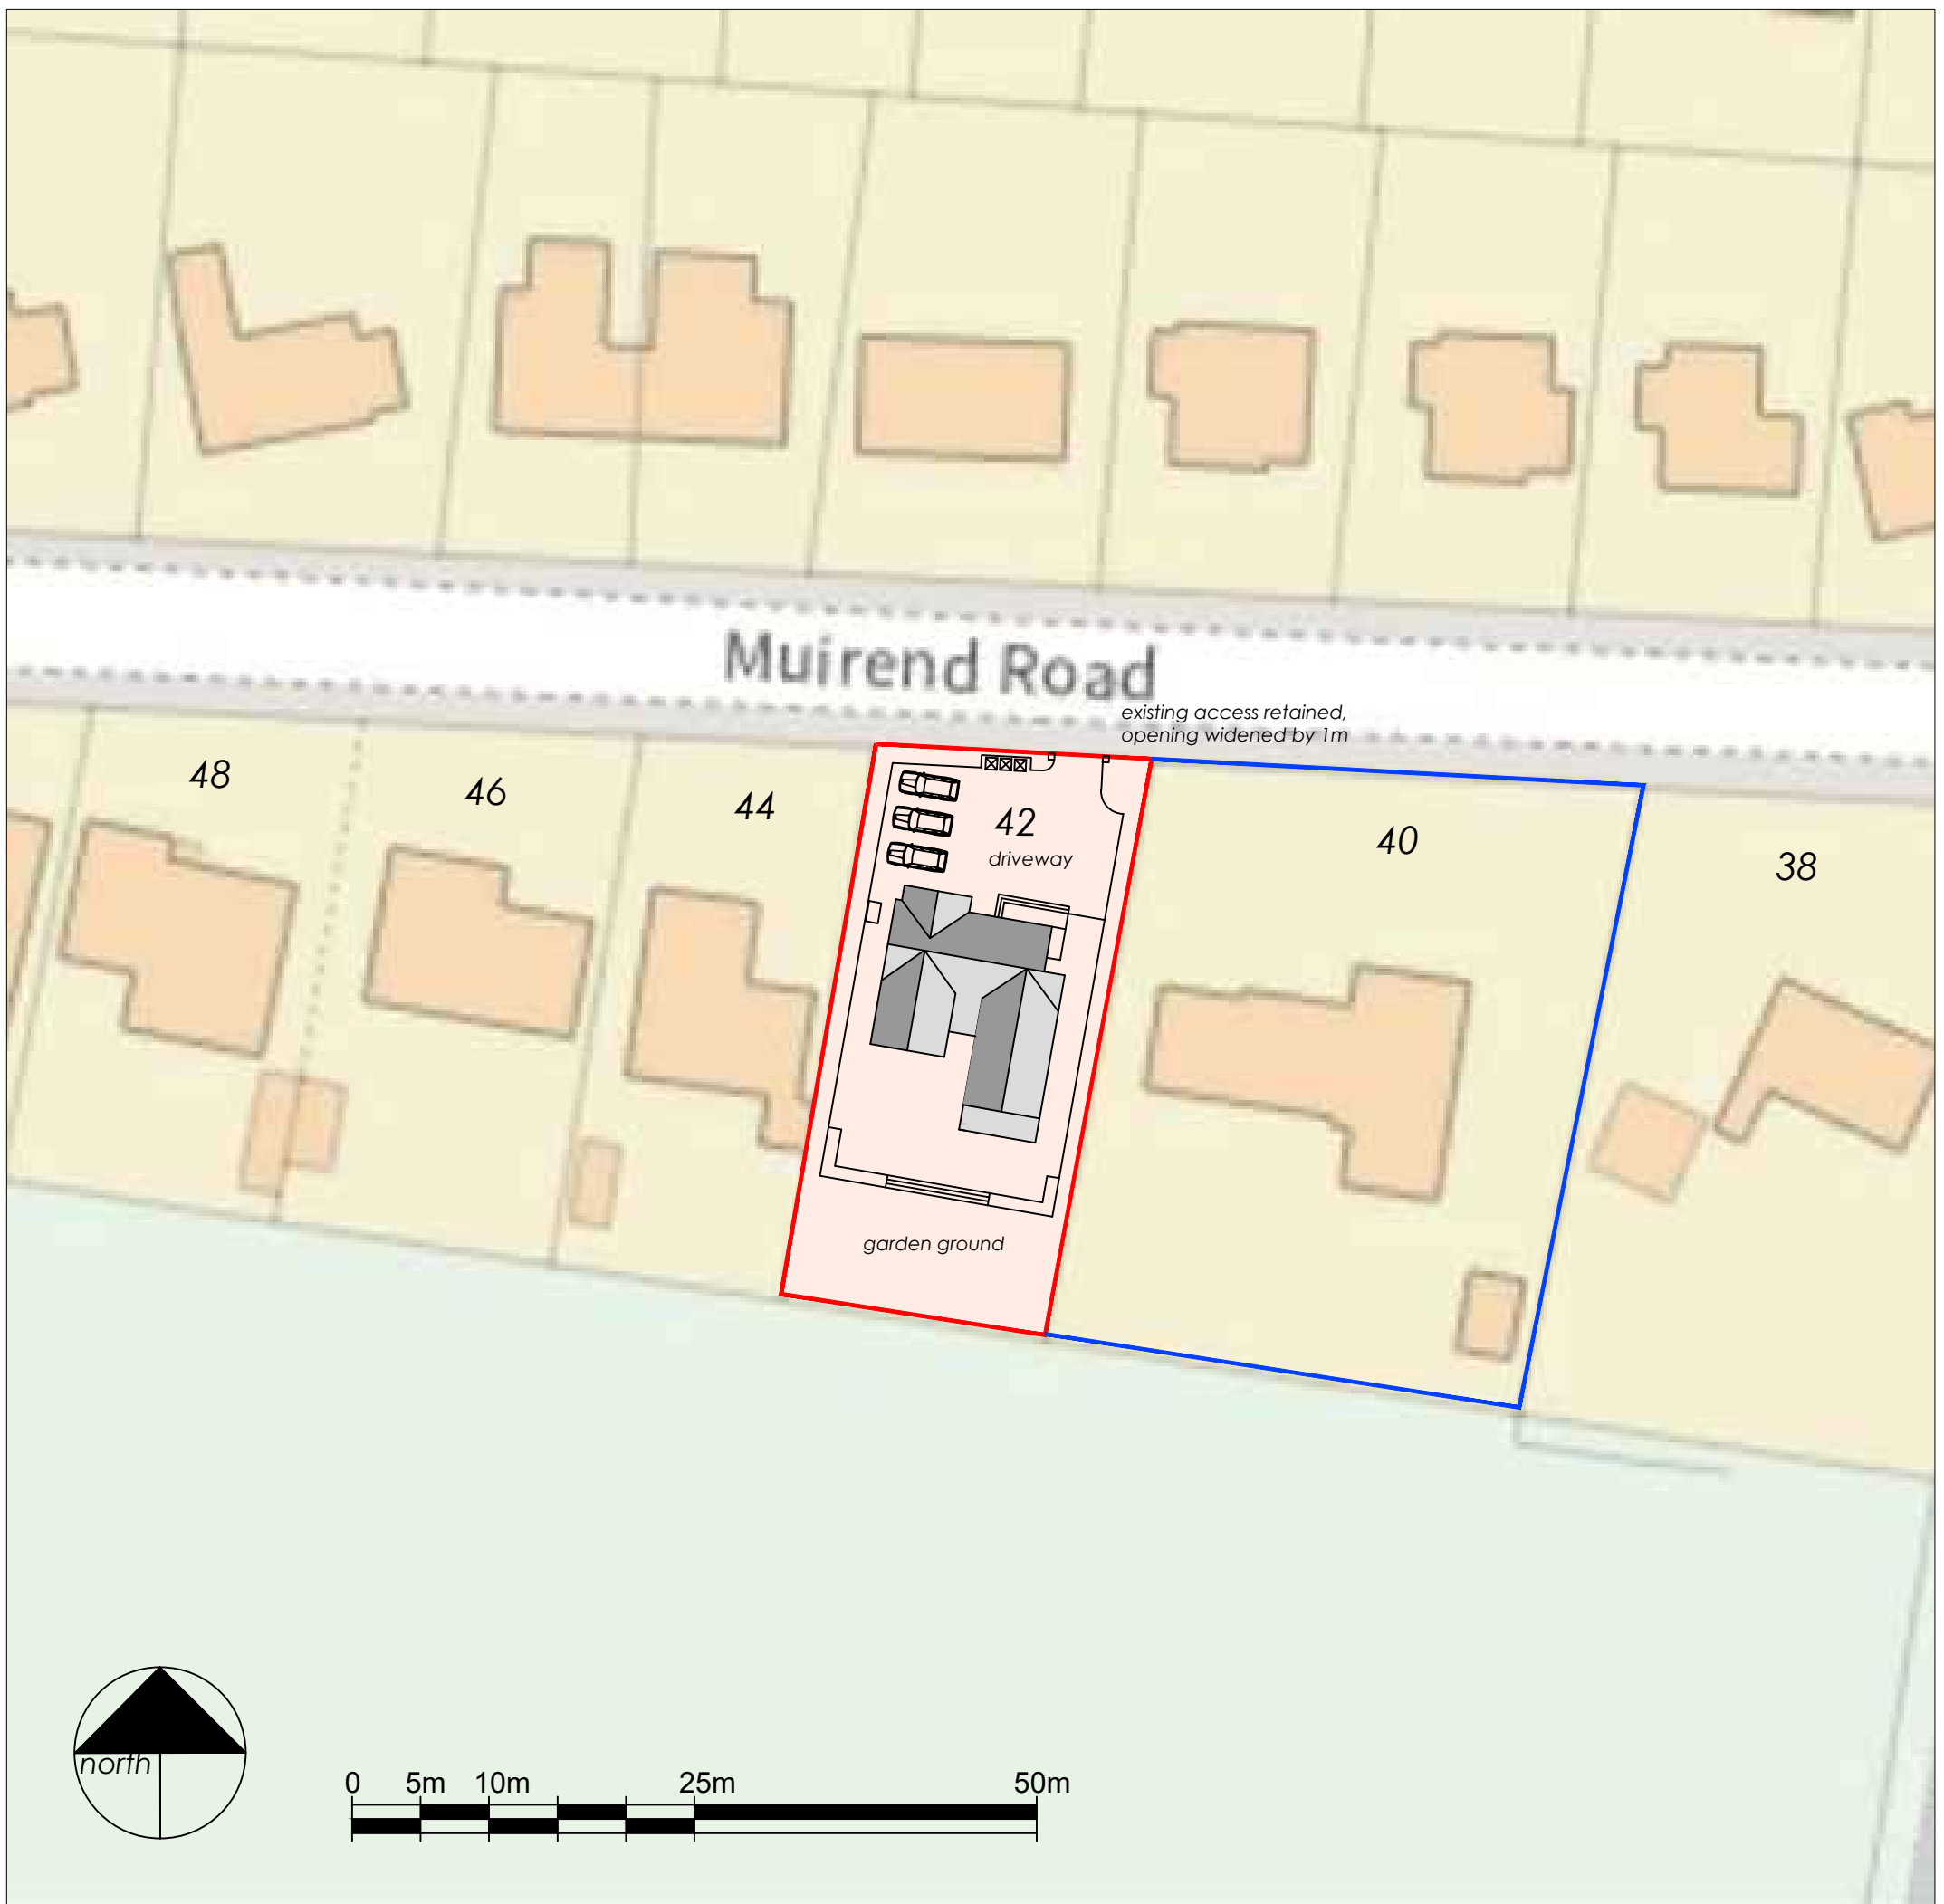 Muirend Road
existing access retained,
opening widened by 1m
48
46
44
42
driveway
40
38
garden ground
north
0 5m 10m 25m 50m